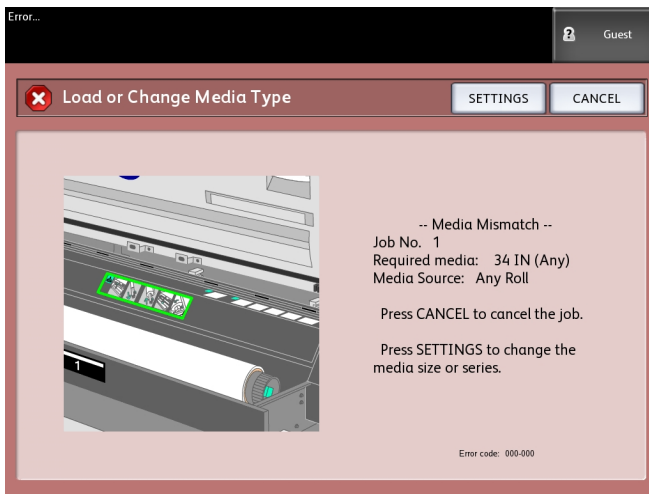 Error...
Guest
Load or Change Media Type
SETTINGS
CANCEL
-- Media Mismatch --
Job No. 1
Required media: 34 IN (Any)
Media Source: Any Roll
Press CANCEL to cancel the job.
Press SETTINGS to change the
media size or series.
1
Error code: 000-000